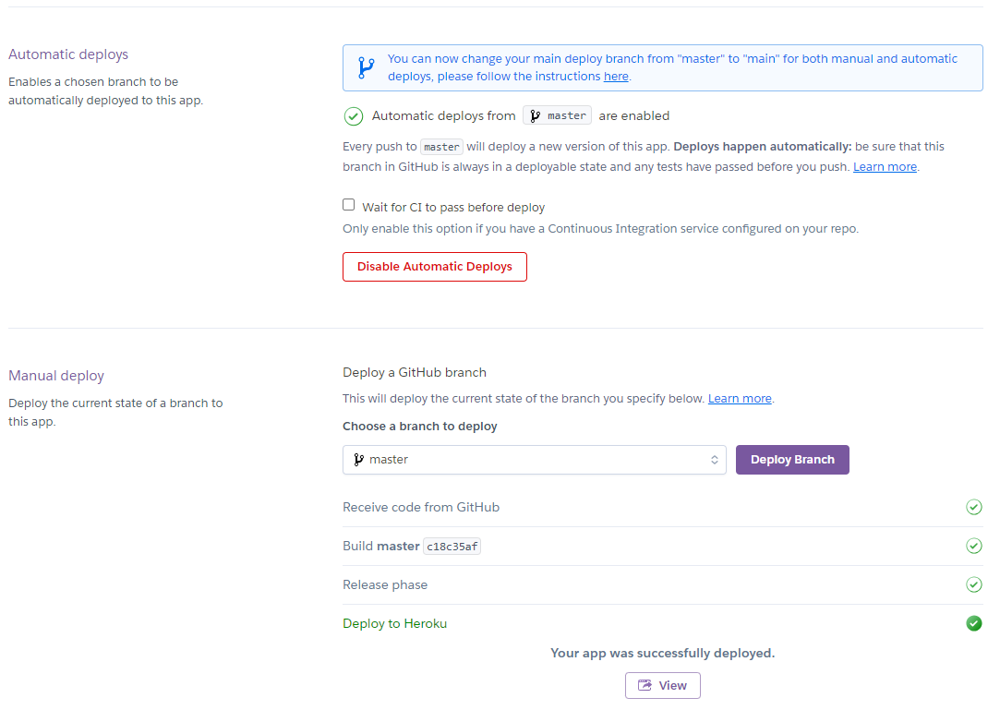 Automatic deploys
Enables a chosen branch to be
automatically deployed to this app.
You can now change your main deploy branch from "master" to "main" for both manual and automatic
deploys, please follow the instructions here.
Automatic deploys from master are enabled
Every push to master will deploy a new version of this app. Deploys happen automatically: be sure that this
branch in GitHub is always in a deployable state and any tests have passed before you push. Learn more.
Wait for CI to pass before deploy
Only enable this option if you have a Continuous Integration service configured on your repo.
Disable Automatic Deploys
Manual deploy
Deploy the current state of a branch to
this app.
Deploy a GitHub branch
This will deploy the current state of the branch you specify below. Learn more.
Choose a branch to deploy
master
Deploy Branch
Receive code from GitHub
Build master c18c35af
Release phase
Deploy to Heroku
Your app was successfully deployed.
View